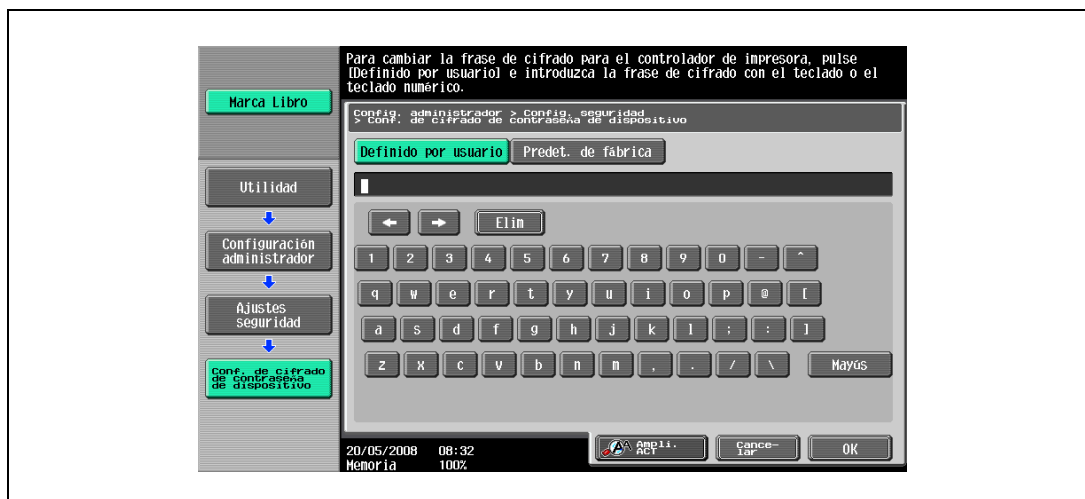 Para cambiar la frase de cifrado para el controlador de impresora, pulse
[Definido por usuario] e introduzca la frase de cifrado con el teclado o el
teclado numérico.
Marca Libro
Config. administrador > Config. seguridad
> Conf. de cifrado de contraseña de dispositivo
Definido por usuario Predet. de fábrica
Utilidad
← → Elim
Configuración
administrador
1 2 3 4 5 6 7 8 9 0 - ^
q w e r t y u i o p @ [
Ajustes
seguridad
a s d f g h j k l ; : ]
z x c v b n m , . / \ Mayús
Conf. de cifrado
de contraseña
de dispositivo
20/05/2008 08:32
Memoria 100%
Ampli.
ACT
Cance-
lar
OK